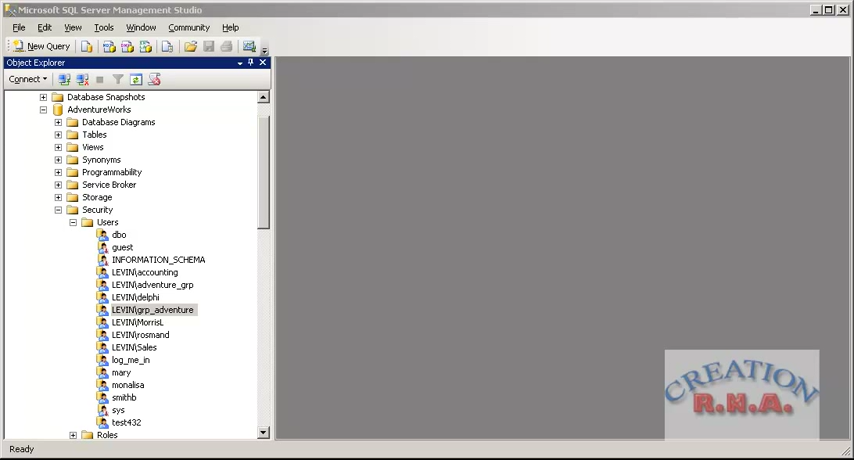 Microsoft SQL Server Management Studio
File Edit View Tools Window Community Help
New Query
Object Explorer
Connect
Database Snapshots
AdventureWorks
Database Diagrams
Tables
Views
Synonyms
Programmability
Service Broker
Storage
Security
Users
dbo
guest
INFORMATION_SCHEMA
LEVIN\accounting
LEVIN\adventure_grp
LEVIN\delphi
LEVIN\grp_adventure
LEVIN\MorrisL
LEVIN\rosmand
LEVIN\Sales
log_me_in
mary
monalisa
smithb
sys
test432
Roles
CREATION
R.N.A.
Ready